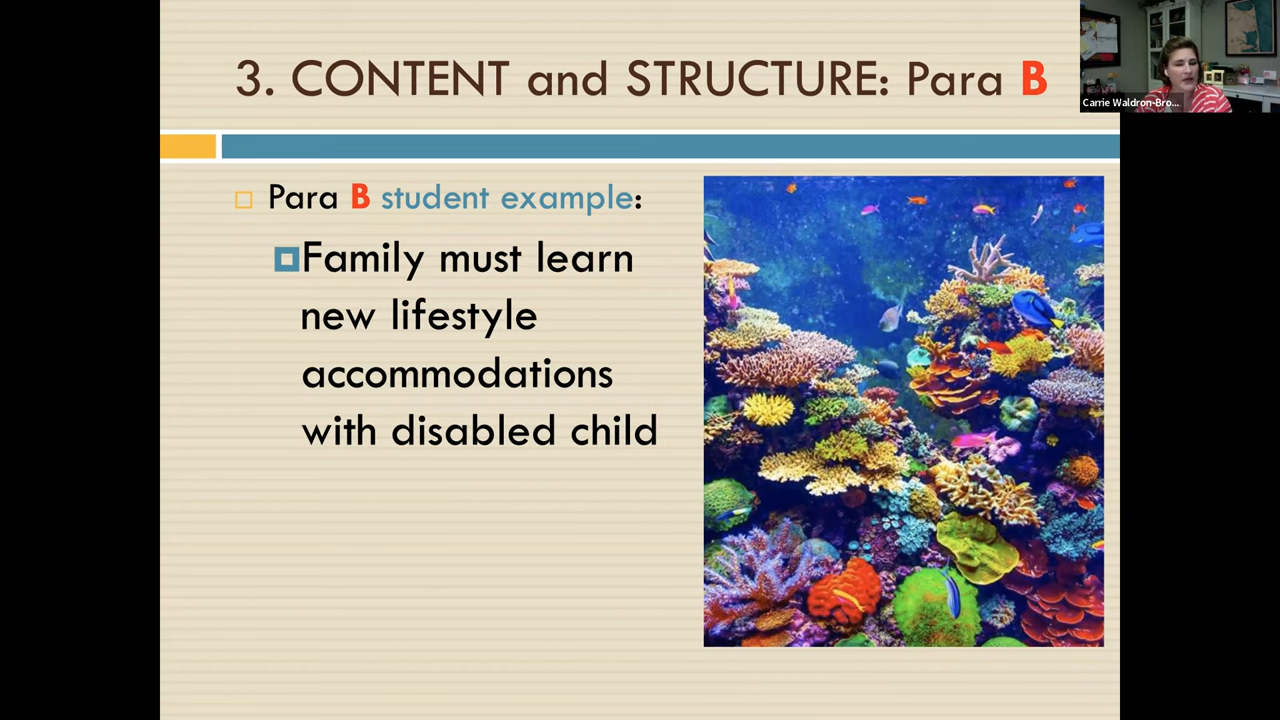 3. CONTENT and STRUCTURE: Para B
Carrie Waldron-Bro...
Para B student example:
Family must learn
new lifestyle
accommodations
with disabled child